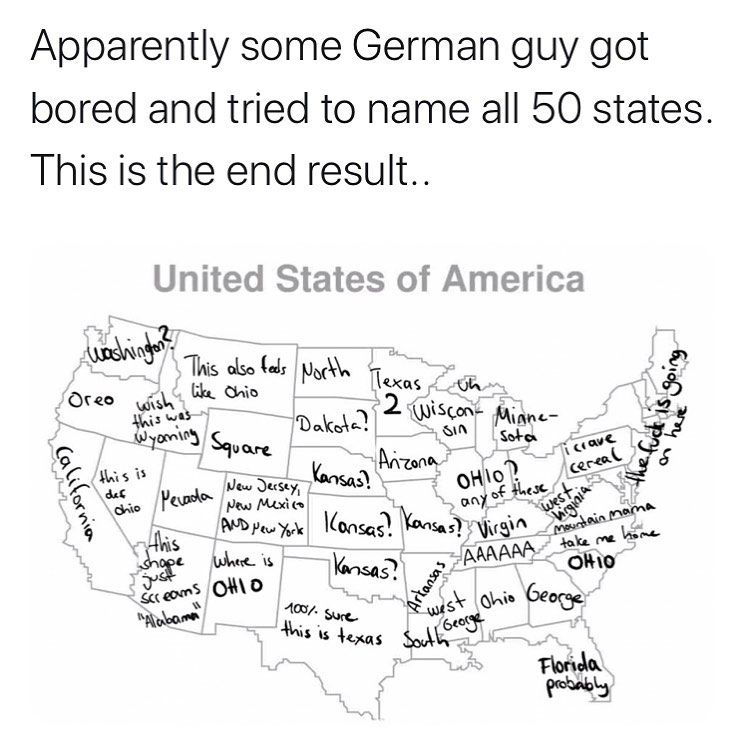 Apparently some German guy got
bored and tried to name all 50 states.
This is the end result..
United States of America
Washington?
This also feels
like Ohio
North
Texas
2
Uh
Oreo
wish
this was
Wyoming
Square
Dakota?
Wiscon-
sin
Minne-
Sota
the fuck is going
on here
California
this is
def
Ohio
Nevada
New Jersey,
New Mexico
AND New York
Kansas?
Arizona
OHIO?
any of these
i crave
cereal
west
virginia
Kansas?
Kansas?
Virgin
mountain mama
take me home
this
shape
just
screams
"Alabama"
Where is
OHIO
Kansas?
Arkansas
AAAAAA
OHIO
100% sure
this is texas
South
west
George
Ohio
George
Florida
probably